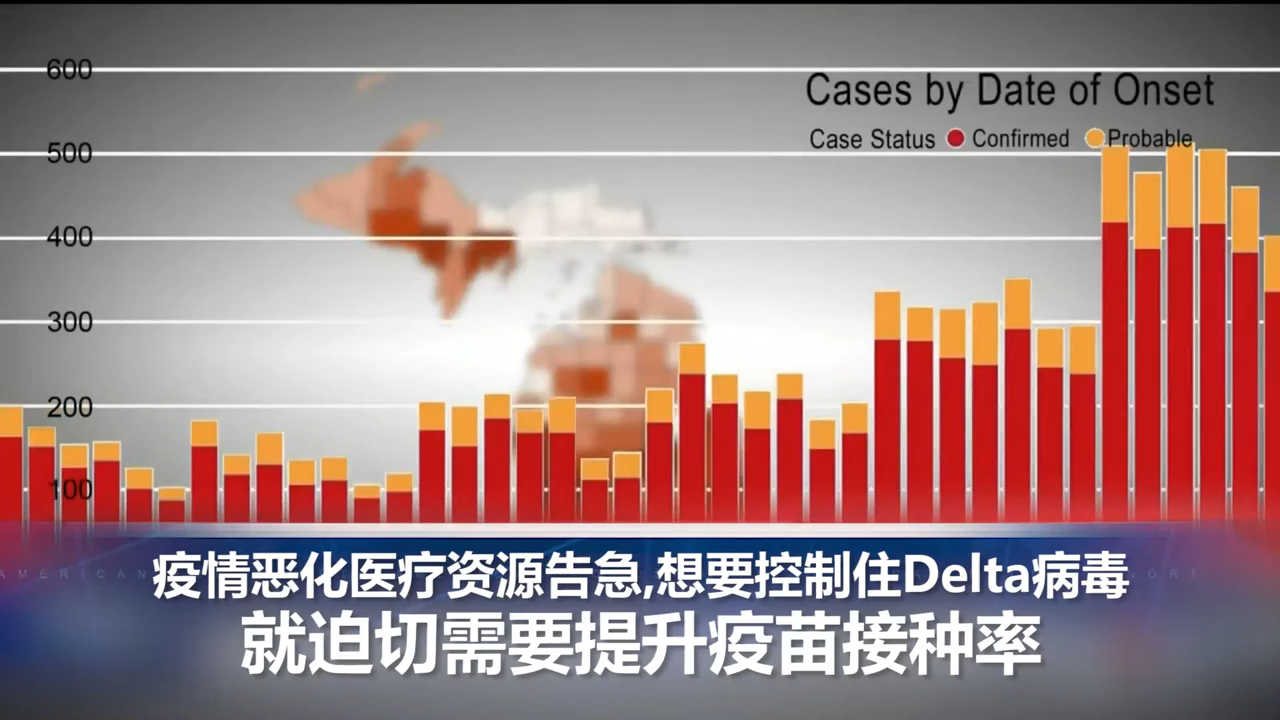 600
Cases by Date of Onset
Case Status Confirmed Probable
500
400
300
200
100
AMERICAN
ORT
疫情恶化医疗资源告急,想要控制住Delta病毒
就迫切需要提升疫苗接种率